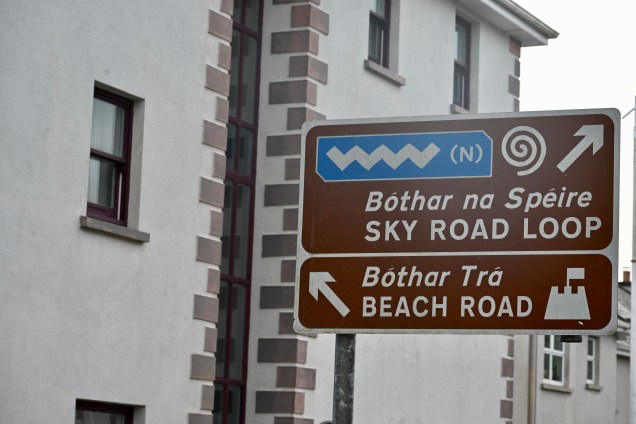 (N)
Bóthar na Spéire
SKY ROAD LOOP
Bóthar Trá
BEACH ROAD